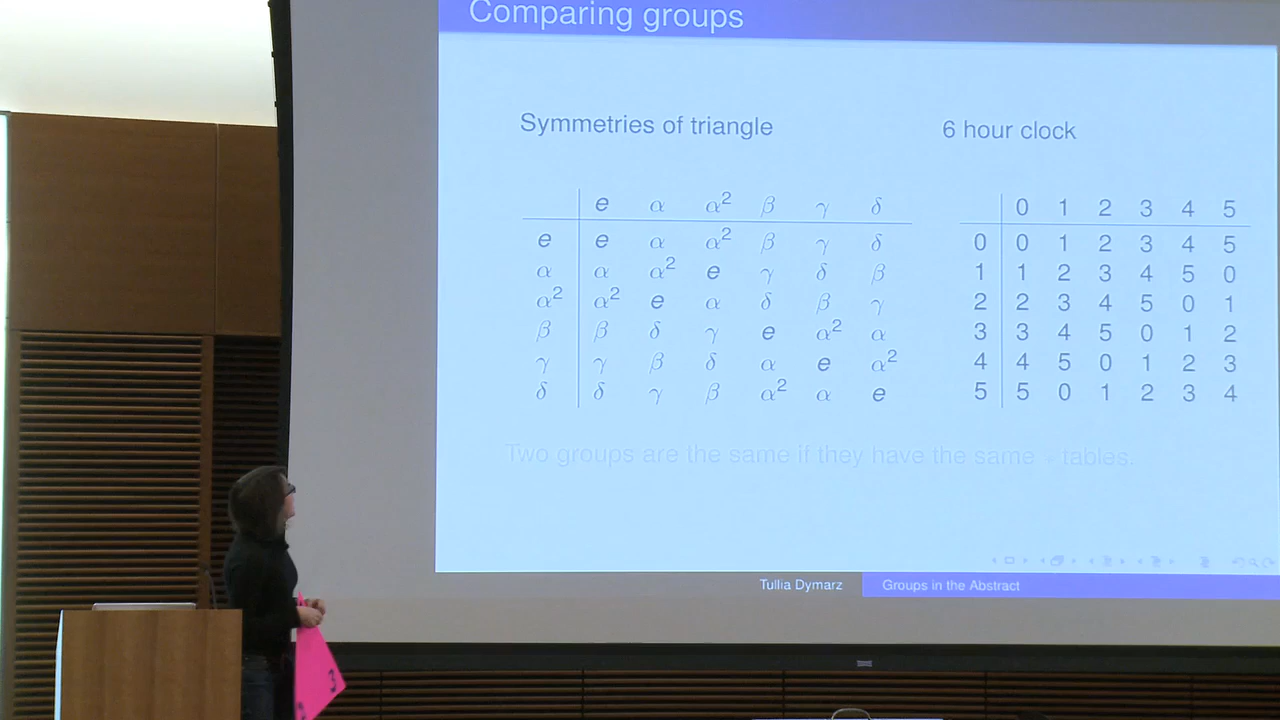 Comparing groups
Symmetries of triangle
6 hour clock
e α α² β γ δ
e e α α² β γ δ
α α α² e γ δ β
α² α² e α δ β γ
β β δ γ e α² α
γ γ β δ α e α²
δ δ γ β α² α e
0 1 2 3 4 5
0 0 1 2 3 4 5
1 1 2 3 4 5 0
2 2 3 4 5 0 1
3 3 4 5 0 1 2
4 4 5 0 1 2 3
5 5 0 1 2 3 4
Two groups are the same if they have the same tables.
Tullia Dymarz
Groups in the Abstract
3